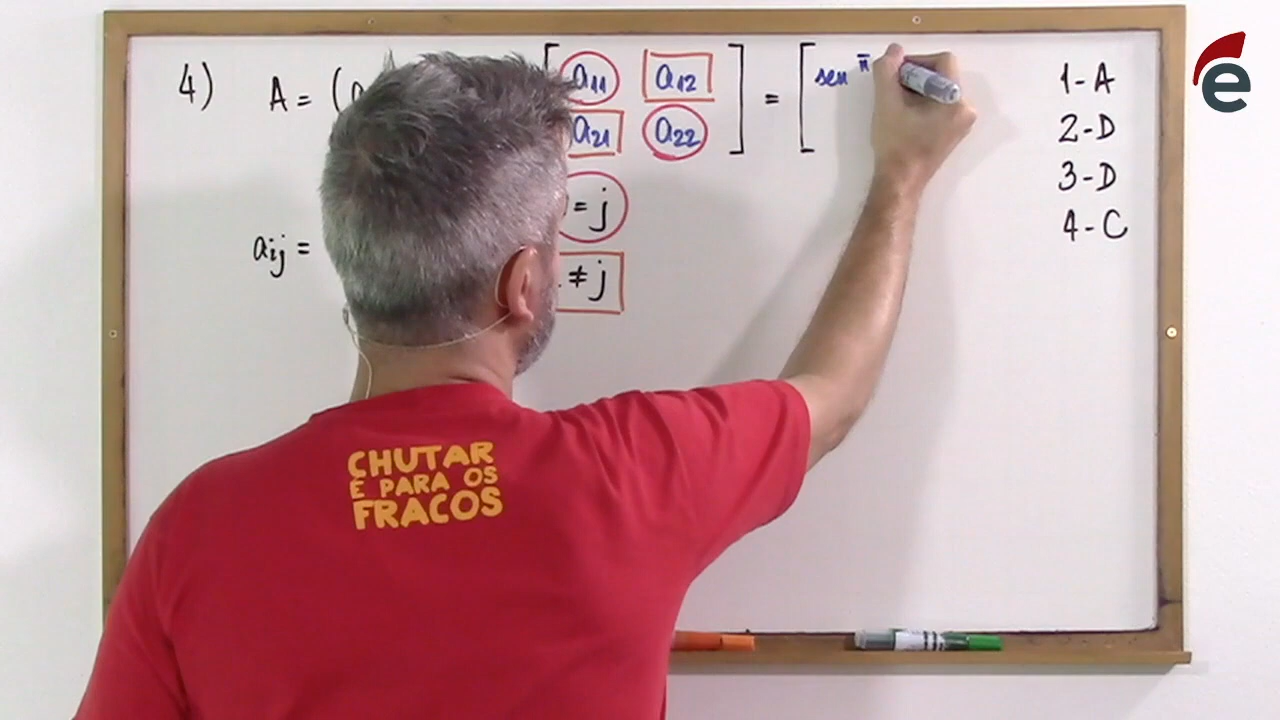 4) A = ( [ a11 a12 ] = [ sen π
a21 a22
= j
aij =
≠ j
1-A
2-D
3-D
4-C
CHUTAR
É PARA OS
FRACOS
e